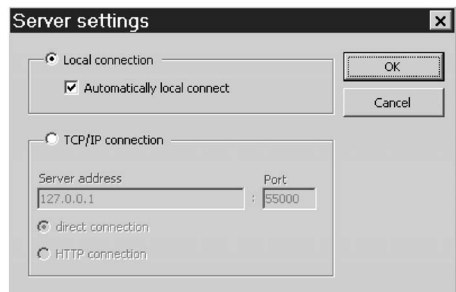 Server settings
Local connection
OK
Automatically local connect
Cancel
TCP/IP connection
Server address Port
127.0.0.1 : 55000
direct connection
HTTP connection